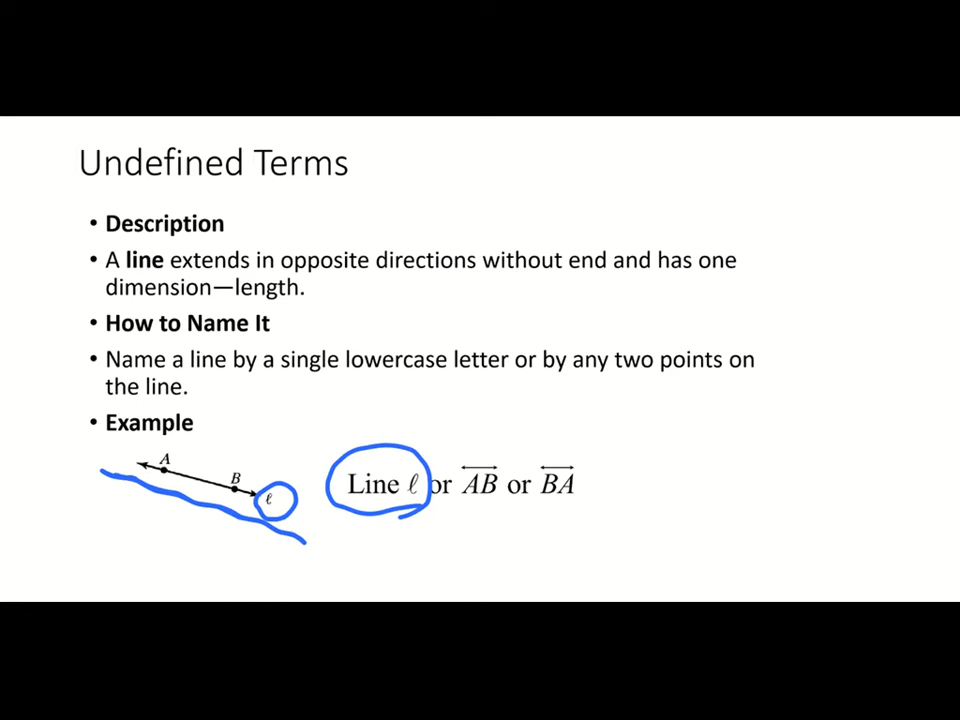 Undefined Terms
• Description
• A line extends in opposite directions without end and has one
dimension—length.
• How to Name It
• Name a line by a single lowercase letter or by any two points on
the line.
• Example
A
B
ℓ
Line ℓ or AB or BA